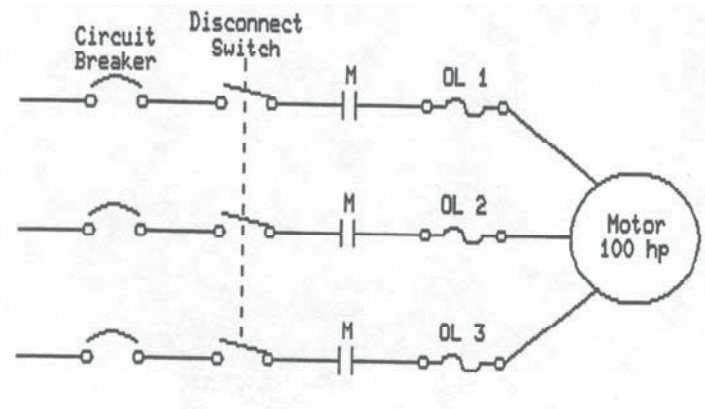 Circuit
Breaker
Disconnect
Switch
M
OL 1
M
OL 2
Motor
100 hp
M
OL 3